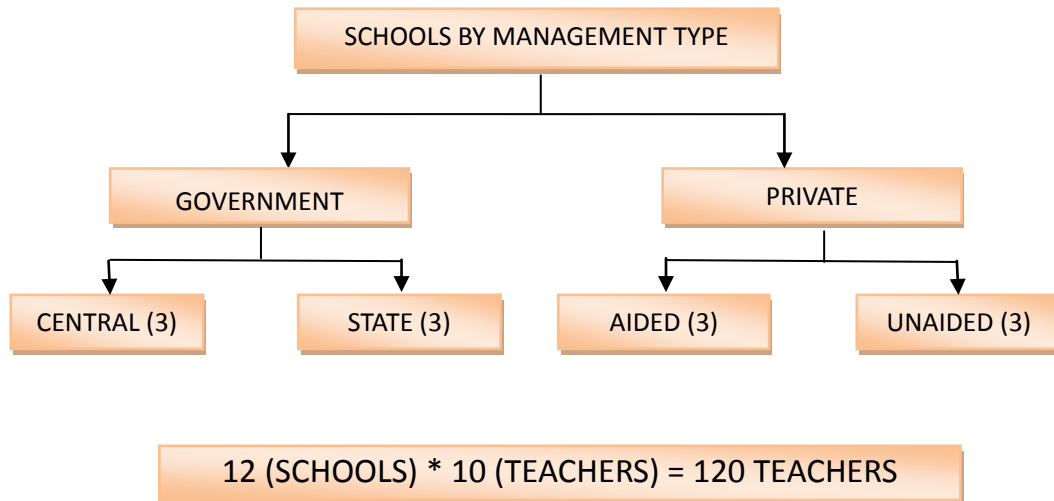 SCHOOLS BY MANAGEMENT TYPE
GOVERNMENT
PRIVATE
CENTRAL (3)
STATE (3)
AIDED (3)
UNAIDED (3)
12 (SCHOOLS) * 10 (TEACHERS) = 120 TEACHERS